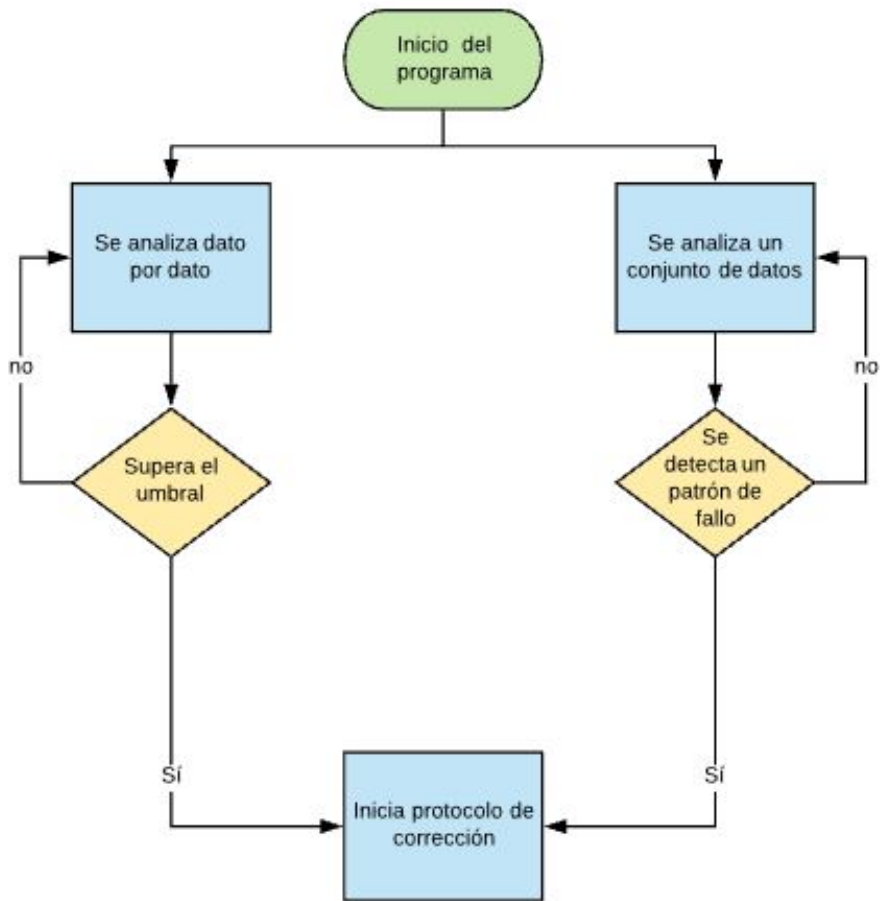 Inicio del
programa
Se analiza dato
por dato
Se analiza un
conjunto de datos
no
no
Supera el
umbral
Se
detecta un
patrón de
fallo
Sí
Sí
Inicia protocolo de
corrección